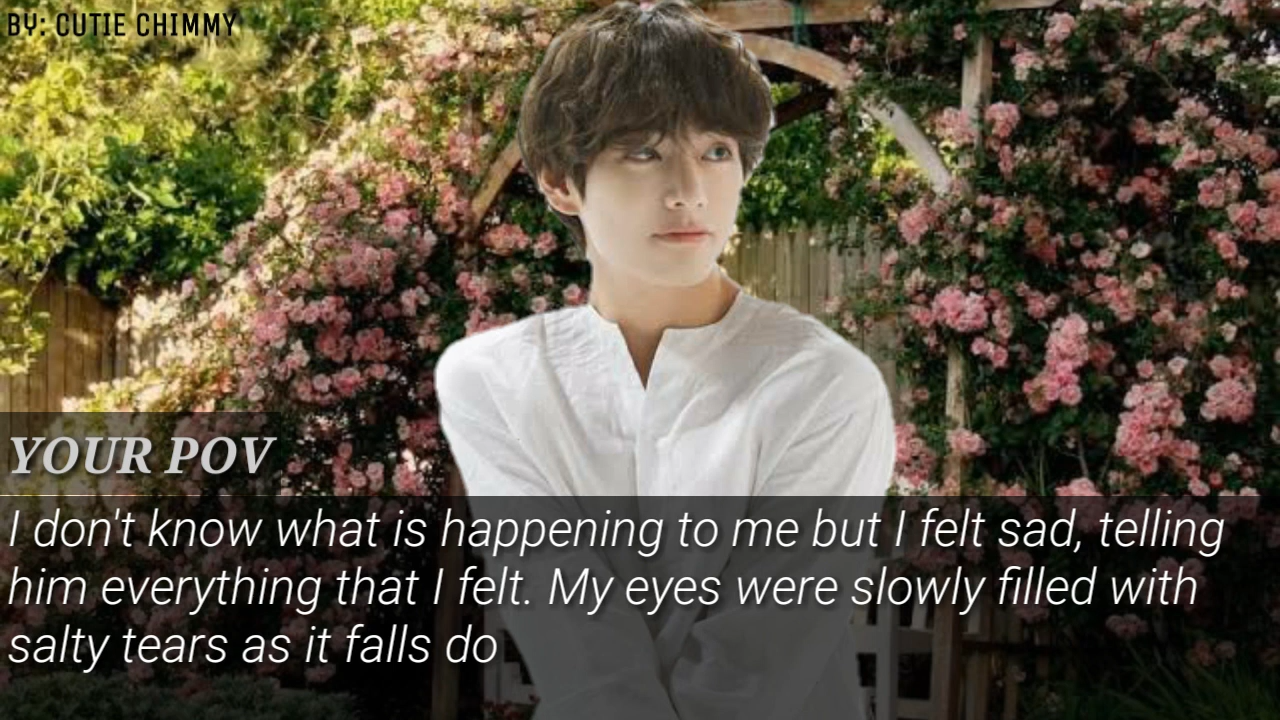 BY: CUTIE CHIMMY
YOUR POV
I don't know what is happening to me but I felt sad, telling
him everything that I felt. My eyes were slowly filled with
salty tears as it falls do